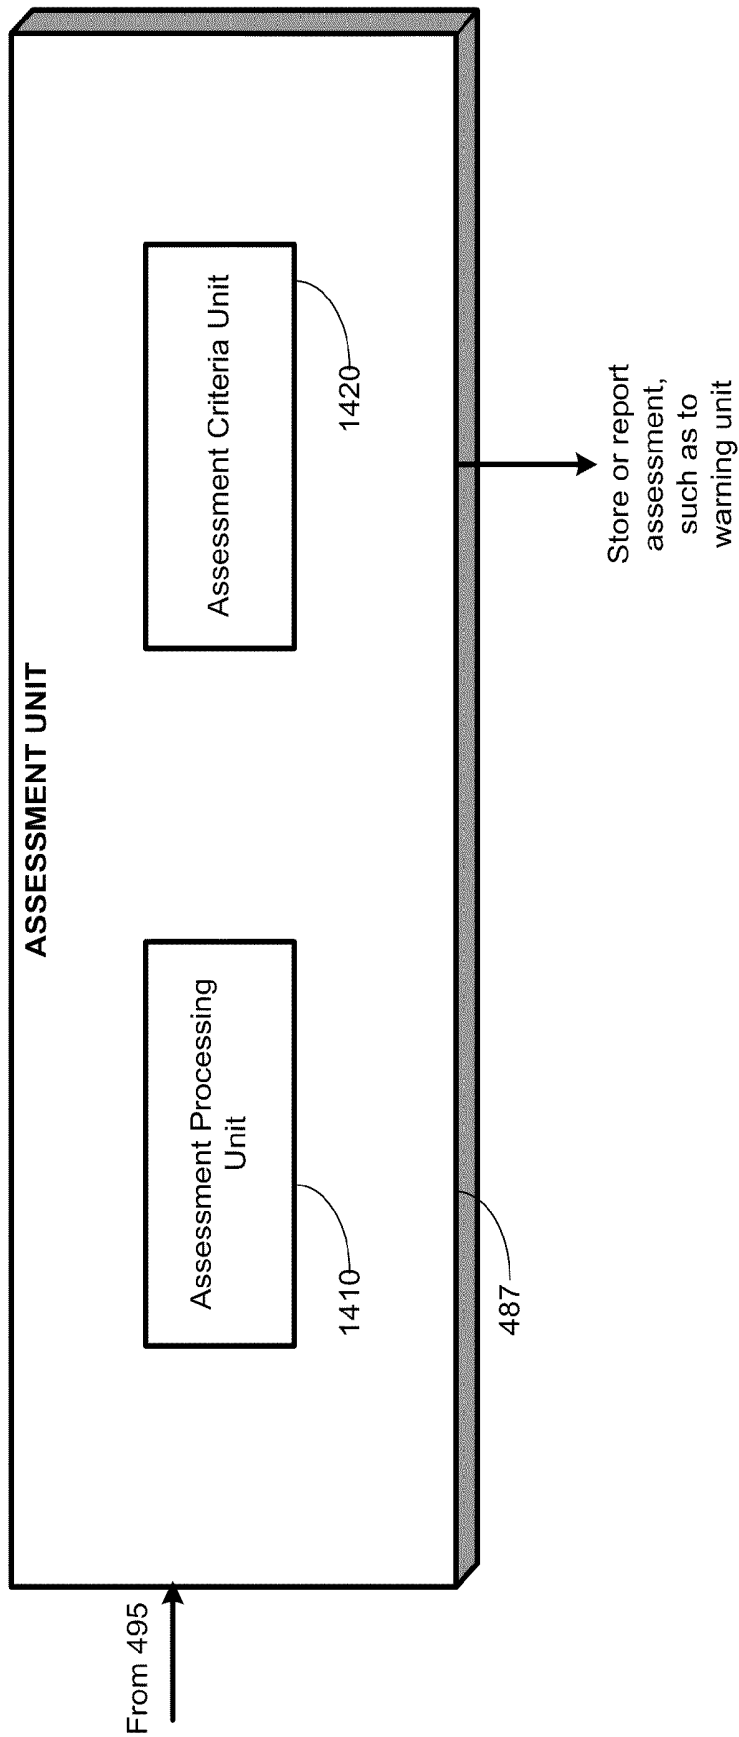 ASSESSMENT UNIT
From 495
Assessment Processing
Unit
1410
Assessment Criteria Unit
1420
487
Store or report
assessment,
such as to
warning unit